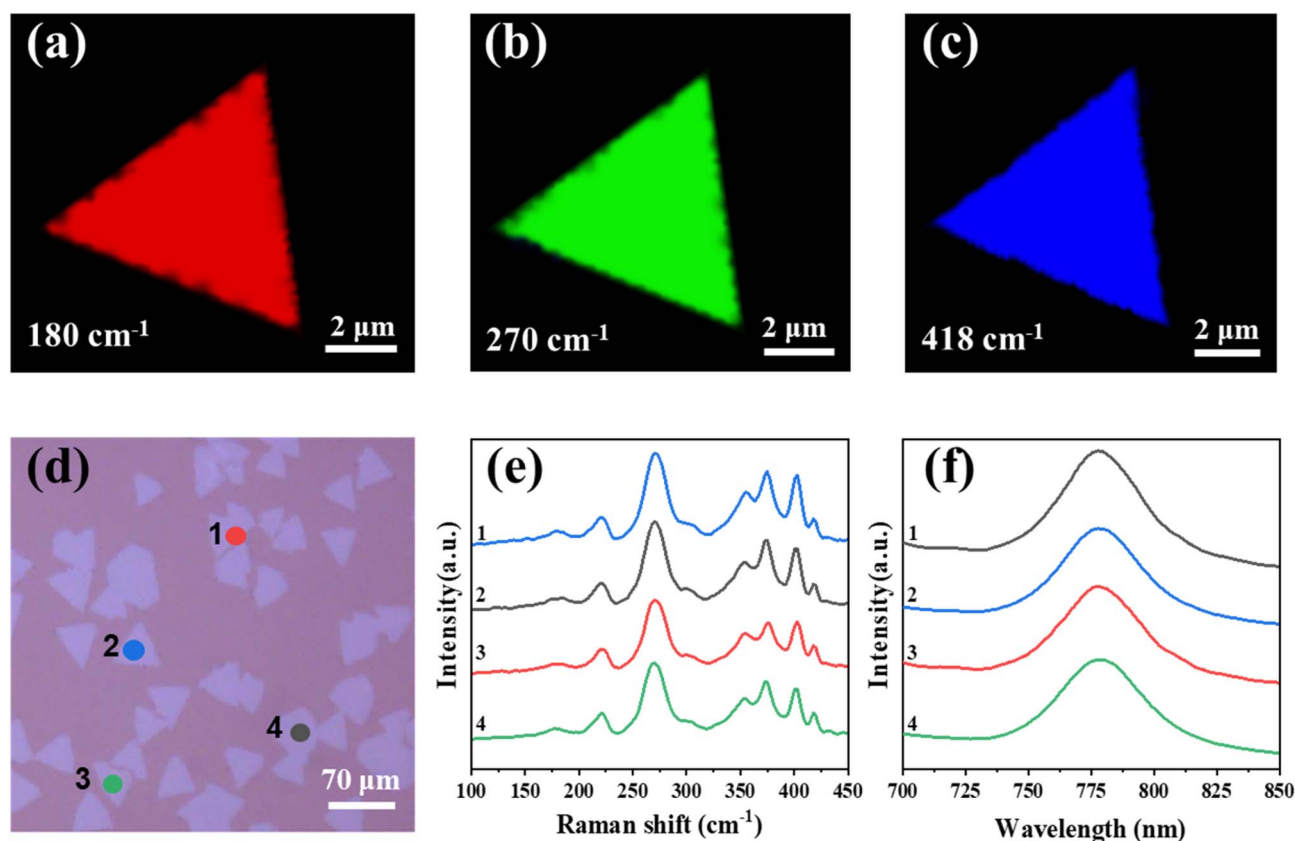 (a)
180 cm⁻¹
2 μm
(b)
270 cm⁻¹
2 μm
(c)
418 cm⁻¹
2 μm
(d)
1
2
3
4
70 μm
(e)
Intensity(a.u.)
1
2
3
4
100 150 200 250 300 350 400 450
Raman shift (cm⁻¹)
(f)
Intensity(a.u.)
1
2
3
4
700 725 750 775 800 825 850
Wavelength (nm)